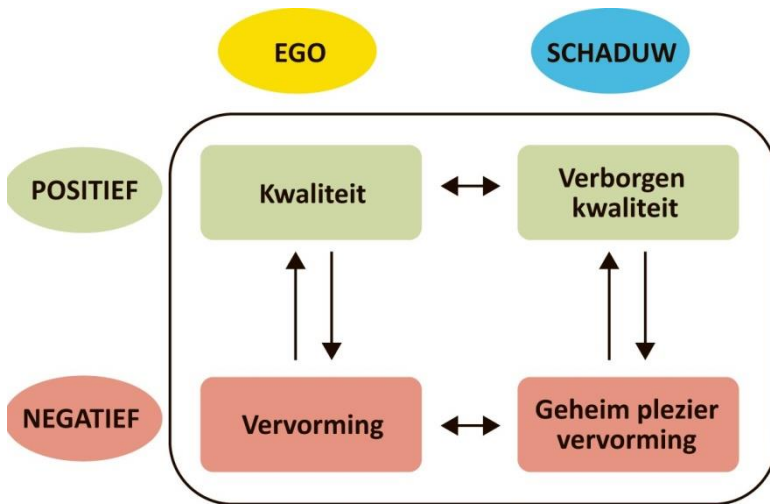 EGO
SCHADUW
POSITIEF
Kwaliteit
Verborgen
kwaliteit
NEGATIEF
Vervorming
Geheim plezier
vervorming